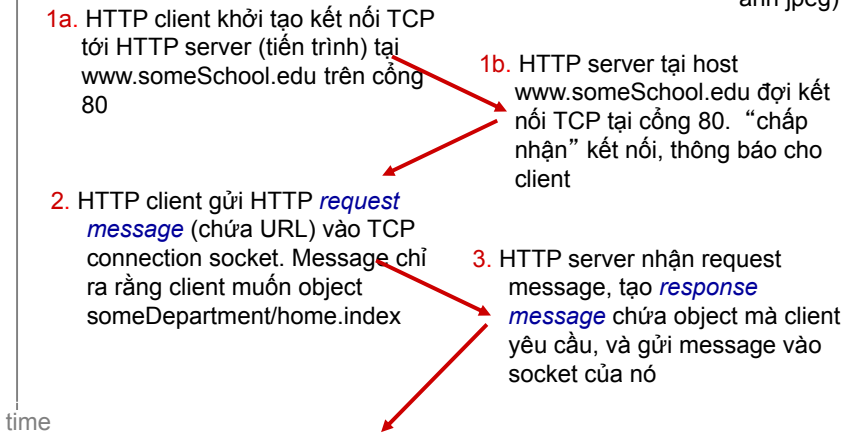 ảnh jpeg)
1a. HTTP client khởi tạo kết nối TCP
tới HTTP server (tiến trình) tại
www.someSchool.edu trên cổng
80
1b. HTTP server tại host
www.someSchool.edu đợi kết
nối TCP tại cổng 80. “chấp
nhận” kết nối, thông báo cho
client
2. HTTP client gửi HTTP request
message (chứa URL) vào TCP
connection socket. Message chỉ
ra rằng client muốn object
someDepartment/home.index
3. HTTP server nhận request
message, tạo response
message chứa object mà client
yêu cầu, và gửi message vào
socket của nó
time